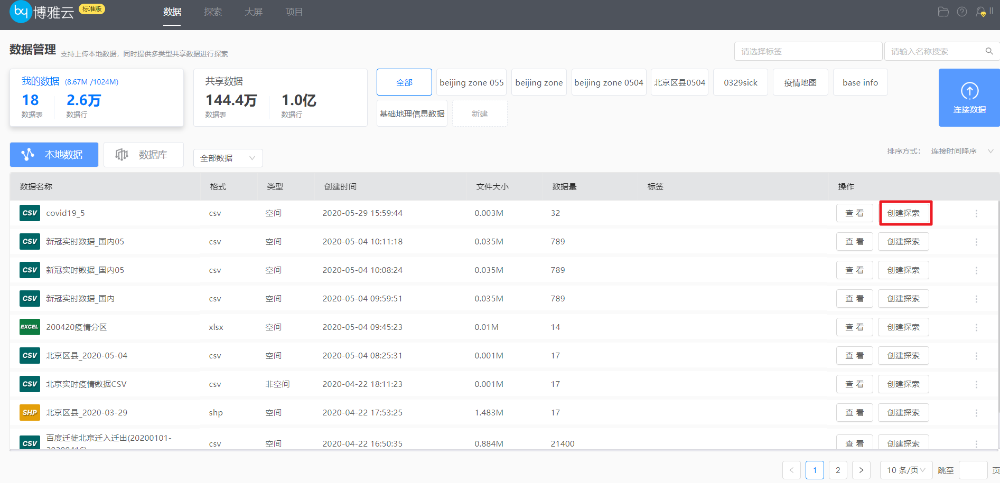 by 博雅云 标准版 数据 探索 大屏 项目
数据管理 支持上传本地数据，同时提供多类型共享数据进行探索 请选择标签 请输入名称搜索
我的数据 (8.67M /1024M)
18 2.6万
数据表 数据行
共享数据
144.4万 1.0亿
数据表 数据行
全部 beijing zone 055 beijing zone beijing zone 0504 北京区县0504 0329sick 疫情地图 base info
基础地理信息数据 新建
连接数据
本地数据 数据库 全部数据 排序方式： 连接时间降序
数据名称 格式 类型 创建时间 文件大小 数据量 标签 操作
CSV covid19_5 csv 空间 2020-05-29 15:59:44 0.003M 32 查看 创建探索
CSV 新冠实时数据_国内05 csv 空间 2020-05-04 10:11:18 0.035M 789 查看 创建探索
CSV 新冠实时数据_国内05 csv 空间 2020-05-04 10:08:24 0.035M 789 查看 创建探索
CSV 新冠实时数据_国内 csv 空间 2020-05-04 09:59:51 0.035M 789 查看 创建探索
EXCEL 200420疫情分区 xlsx 空间 2020-05-04 09:45:23 0.01M 14 查看 创建探索
CSV 北京区县_2020-05-04 csv 空间 2020-05-04 08:25:31 0.001M 17 查看 创建探索
CSV 北京实时疫情数据CSV csv 非空间 2020-04-22 18:11:23 0.001M 17 查看 创建探索
SHP 北京区县_2020-03-29 shp 空间 2020-04-22 17:53:25 1.483M 17 查看 创建探索
CSV 百度迁徙北京迁入迁出(20200101-
20200416) csv 空间 2020-04-22 16:50:35 0.884M 21400 查看 创建探索
< 1 2 > 10 条/页 跳至 页